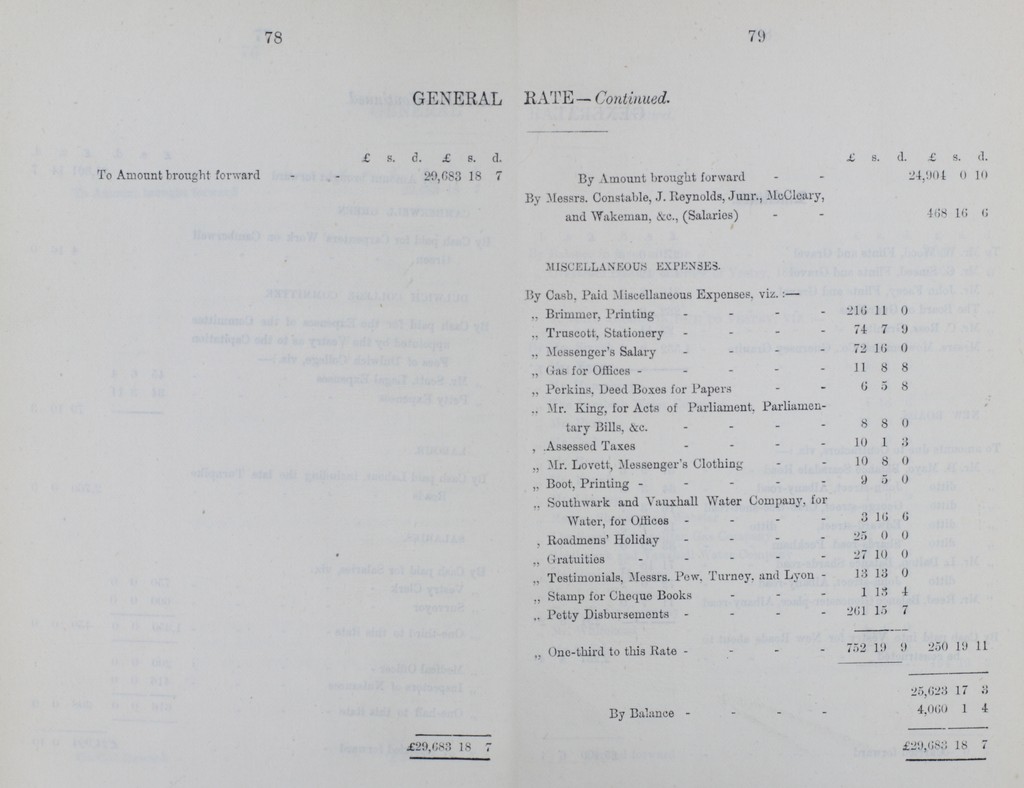 78
79
GENERAL RATE— Continued.
£ s. d. £ s. d.
To Amount brought forward - - 29,683 18 7
£29,683 18 7
£ s. d. £ s. d.
By Amount brought forward - - 24,904 0 10
By Messrs. Constable, J. Reynolds, Junr., McCleary,
and Wakeman, &c., (Salaries) - - 468 16 6
MISCELLANEOUS EXPENSES.
By Cash, Paid Miscellaneous Expenses, viz. :—
„ Brimmer, Printing - - - - 216 11 0
„ Truscott, Stationery - - - - 74 7 9
„ Messenger's Salary - - - - 72 16 0
„ Gas for Offices - - - - - 11 8 8
„ Perkins, Deed Boxes for Papers - - 6 5 8
„ Mr. King, for Acts of Parliament, Parliamen-
tary Bills, &c. - - - - 8 8 0
, Assessed Taxes - - - - 10 1 3
„ Mr. Lovett, Messenger's Clothing - - 10 8 0
„ Boot, Printing - - - - - 9 5 0
„ Southwark and Vauxhall Water Company, for
Water, for Offices - - - - 3 16 6
, Roadmens' Holiday - - - - 25 0 0
„ Gratuities - - - - - 27 10 0
„ Testimonials, Messrs. Pew, Turney, and Lyon - 13 13 0
„ Stamp for Cheque Books - - - 1 13 4
„ Petty Disbursements - - - - 261 15 7
„ One-third to this Rate - - - - 752 19 9 250 19 11
25,623 17 3
By Balance - - - - 4,060 1 4
£29,683 18 7